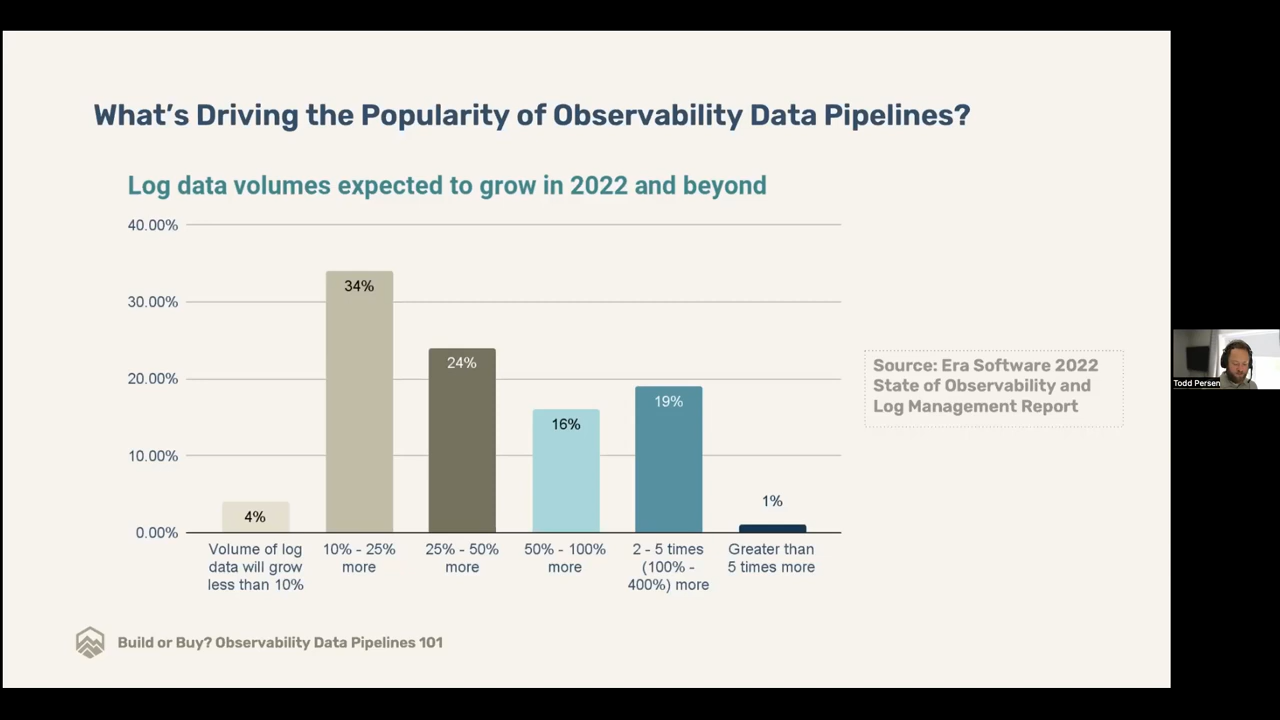 What's Driving the Popularity of Observability Data Pipelines?
Log data volumes expected to grow in 2022 and beyond
40.00%
30.00%
20.00%
10.00%
0.00%
4%
34%
24%
16%
19%
1%
Volume of log
data will grow
less than 10%
10% - 25%
more
25% - 50%
more
50% - 100%
more
2 - 5 times
(100% -
400%) more
Greater than
5 times more
Source: Era Software 2022
State of Observability and
Log Management Report
Todd Persen
Build or Buy? Observability Data Pipelines 101